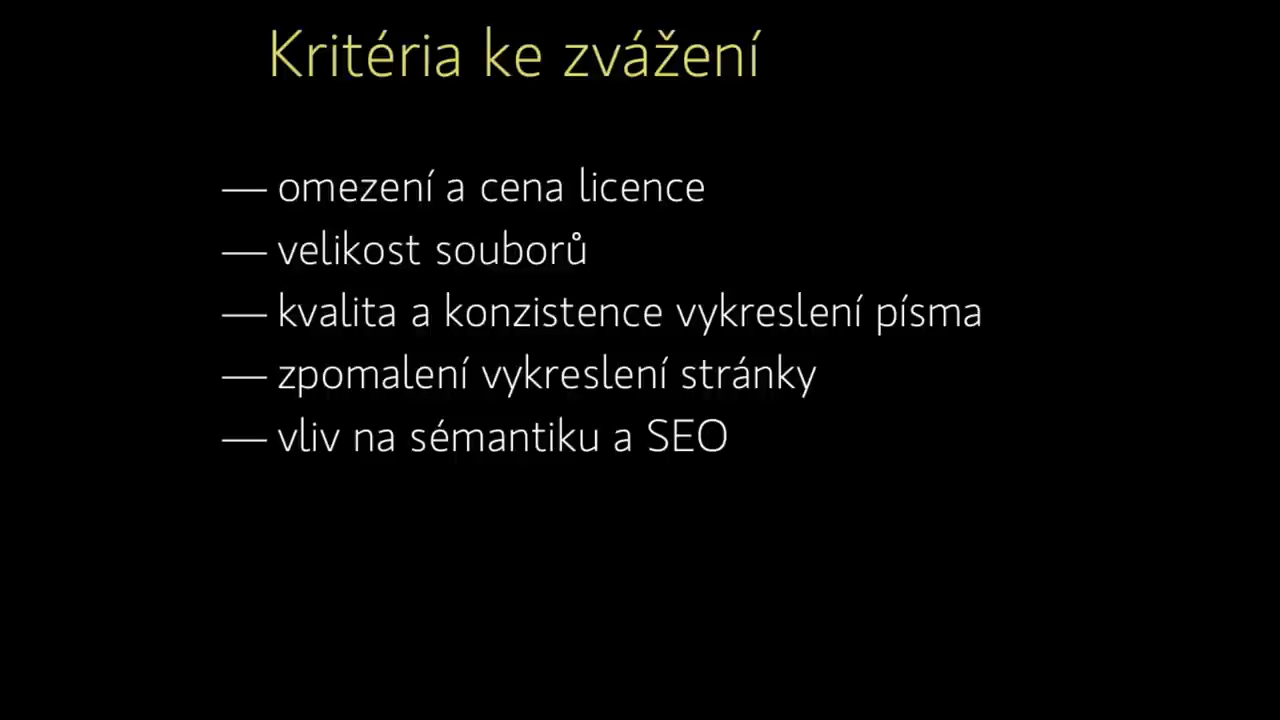 Kritéria ke zvážení
— omezení a cena licence
— velikost souborů
— kvalita a konzistence vykreslení písma
— zpomalení vykreslení stránky
— vliv na sémantiku a SEO